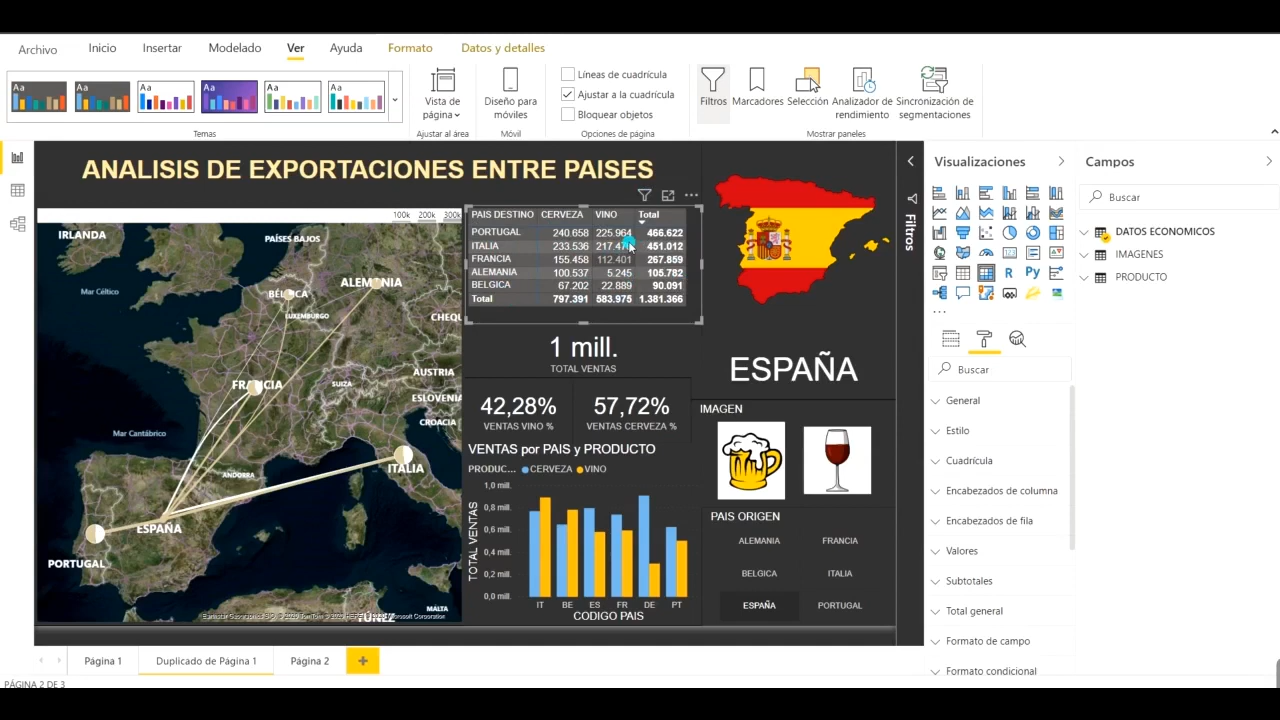 Archivo Inicio Insertar Modelado Ver Ayuda Formato Datos y detalles
Aa Aa Aa Aa Aa Aa
Vista de página
Diseño para móviles
Líneas de cuadrícula
Ajustar a la cuadrícula
Bloquear objetos
Filtros
Marcadores
Selección
Analizador de rendimiento
Sincronización de segmentaciones
Temas Ajustar al área Móvil Opciones de página Mostrar paneles
ANALISIS DE EXPORTACIONES ENTRE PAISES
100k 200k 300k
IRLANDA
PAÍSES BAJOS
Mar Céltico
BÉLGICA
ALEMANIA
LUXEMBURGO
FRANCIA
SUIZA
AUSTRIA
ESLOVENIA
CROACIA
Mar Cantábrico
ANDORRA
ITALIA
ESPAÑA
PORTUGAL
MALTA
TÚNEZ
PAIS DESTINO CERVEZA VINO Total
PORTUGAL 240.658 225.964 466.622
ITALIA 233.536 451.012
FRANCIA 155.458 112.401 267.859
ALEMANIA 100.537 5.245 105.782
BELGICA 67.202 22.889 90.091
Total 797.391 583.975 1.381.366
1 mill.
TOTAL VENTAS
42,28% 57,72%
VENTAS VINO % VENTAS CERVEZA %
VENTAS por PAIS y PRODUCTO
PRODUC... CERVEZA VINO
TOTAL VENTAS
1,0 mill.
0,8 mill.
0,6 mill.
0,4 mill.
0,2 mill.
0,0 mill.
IT BE ES FR DE PT
CODIGO PAIS
ESPAÑA
IMAGEN
PAIS ORIGEN
ALEMANIA FRANCIA
BELGICA ITALIA
ESPAÑA PORTUGAL
Filtros
Visualizaciones
R Py
...
Buscar
General
Estilo
Cuadrícula
Encabezados de columna
Encabezados de fila
Valores
Subtotales
Total general
Formato de campo
Formato condicional
Campos
Buscar
DATOS ECONOMICOS
IMAGENES
PRODUCTO
Página 1 Duplicado de Página 1 Página 2 +
PÁGINA 2 DE 3